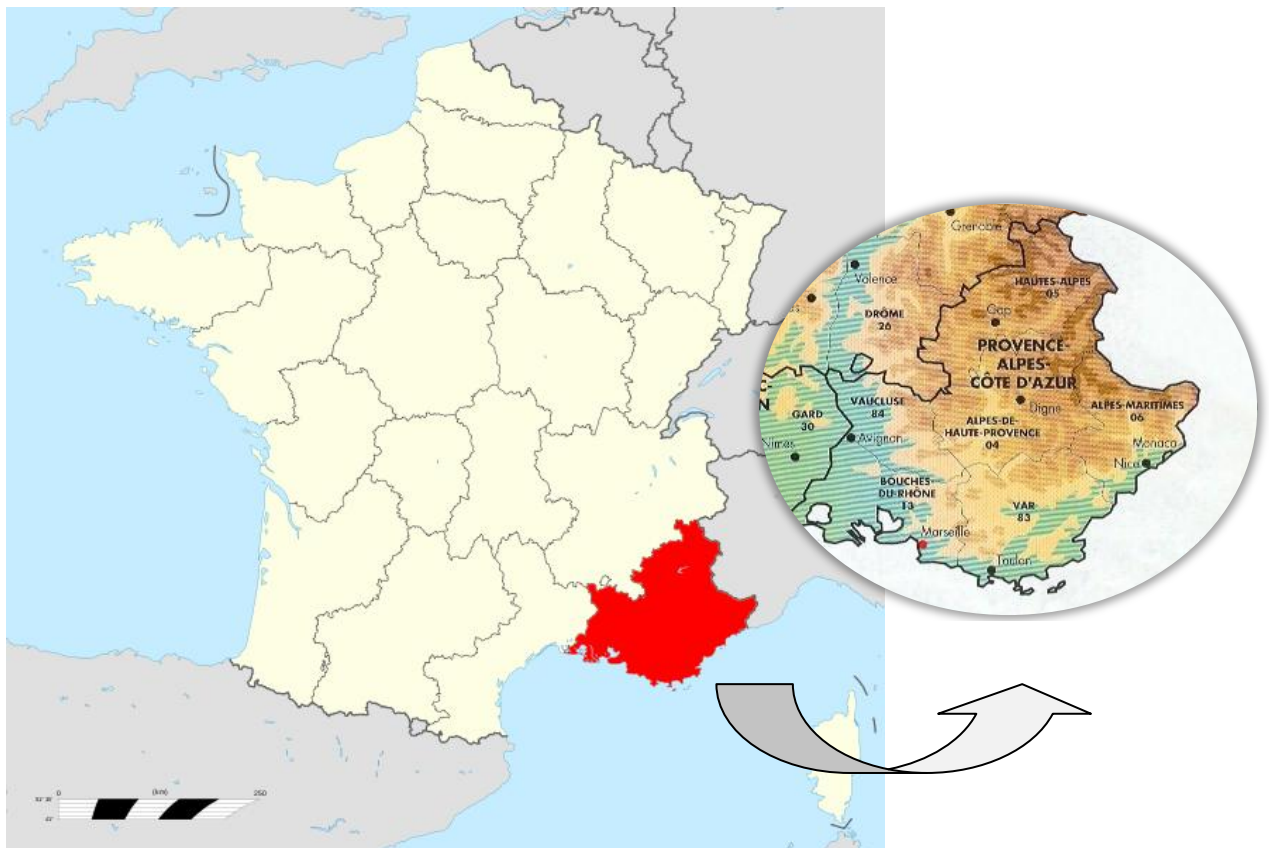 Grenoble
Valence
HAUTES-ALPES
05
DRÔME
26
Gap
PROVENCE-
ALPES-
CÔTE D'AZUR
VAUCLUSE
84
GARD
30
Digne
ALPES-MARITIMES
06
ALPES-DE-
HAUTE-PROVENCE
04
Avignon
Nîmes
Monaco
Nice
BOUCHES-
DU-RHÔNE
13
VAR
83
Marseille
Toulon
0 (km) 250